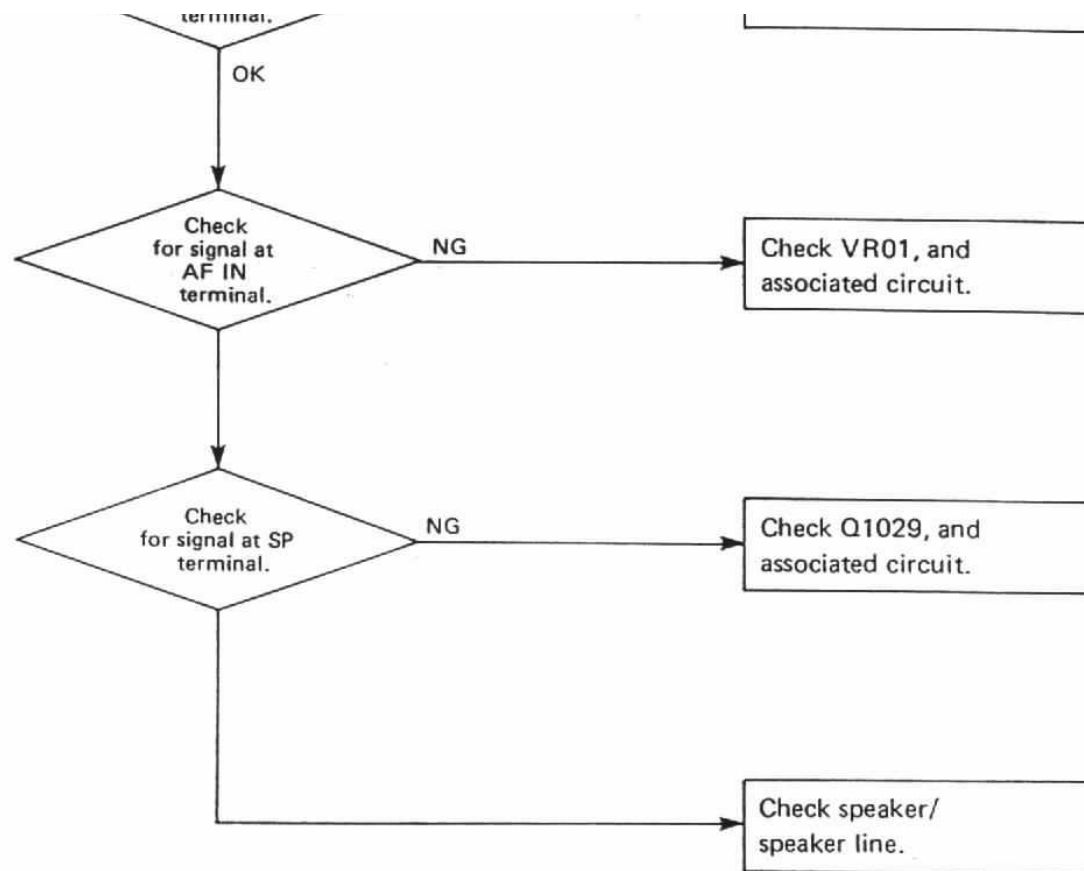 terminal.
OK
Check
for signal at
AF IN
terminal.
NG
Check VR01, and
associated circuit.
Check
for signal at SP
terminal.
NG
Check Q1029, and
associated circuit.
Check speaker/
speaker line.